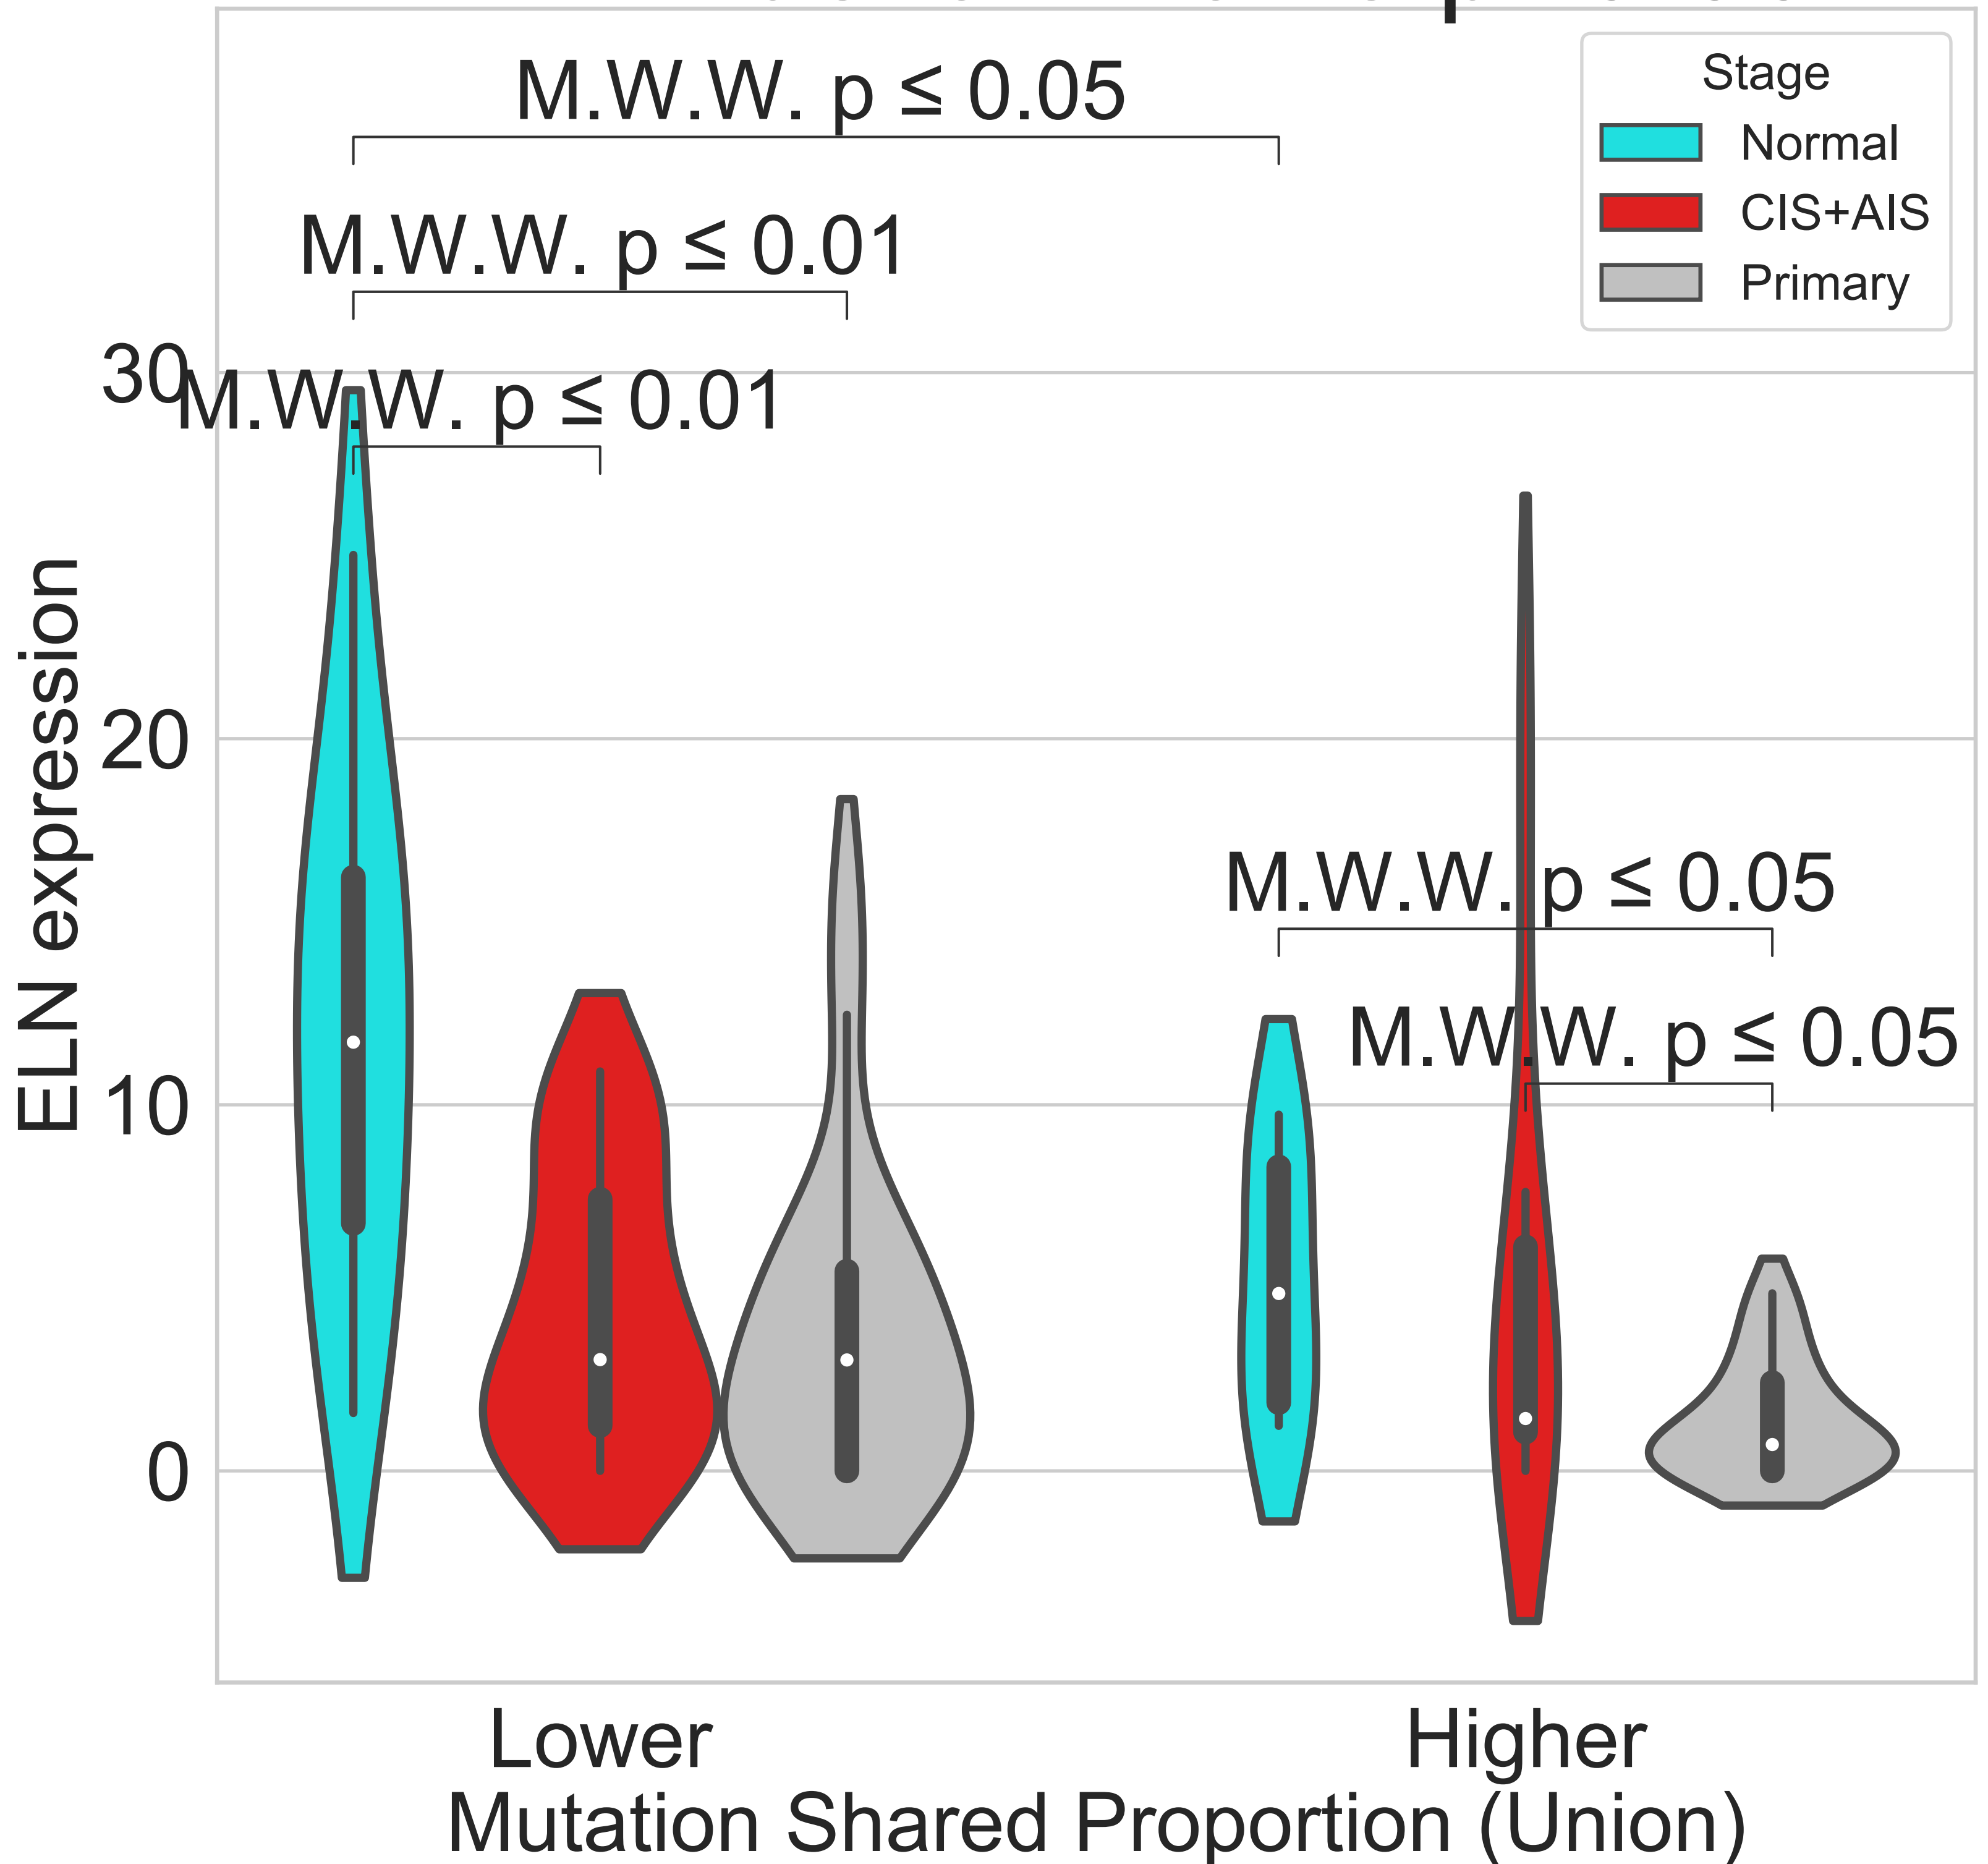 M.W.W. p ≤ 0.05
Stage
Normal
CIS+AIS
Primary
M.W.W. p ≤ 0.01
30
M.W.W. p ≤ 0.01
20
M.W.W. p ≤ 0.05
M.W.W. p ≤ 0.05
10
0
ELN expression
Lower
Higher
Mutation Shared Proportion (Union)